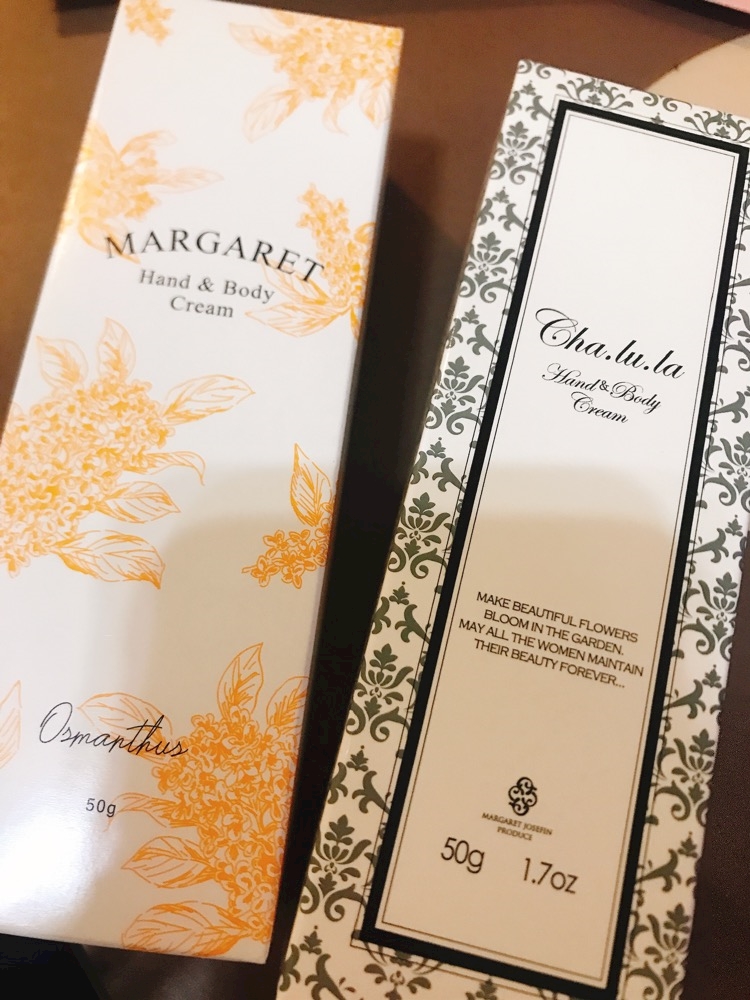 MARGARET
Hand & Body
Cream
Osmanthus
50g
Cha.lu.la
Hand & Body
Cream
MAKE BEAUTIFUL FLOWERS
BLOOM IN THE GARDEN.
MAY ALL THE WOMEN MAINTAIN
THEIR BEAUTY FOREVER...
MARGARET JOSEFIN
PRODUCE
50g 1.7oz